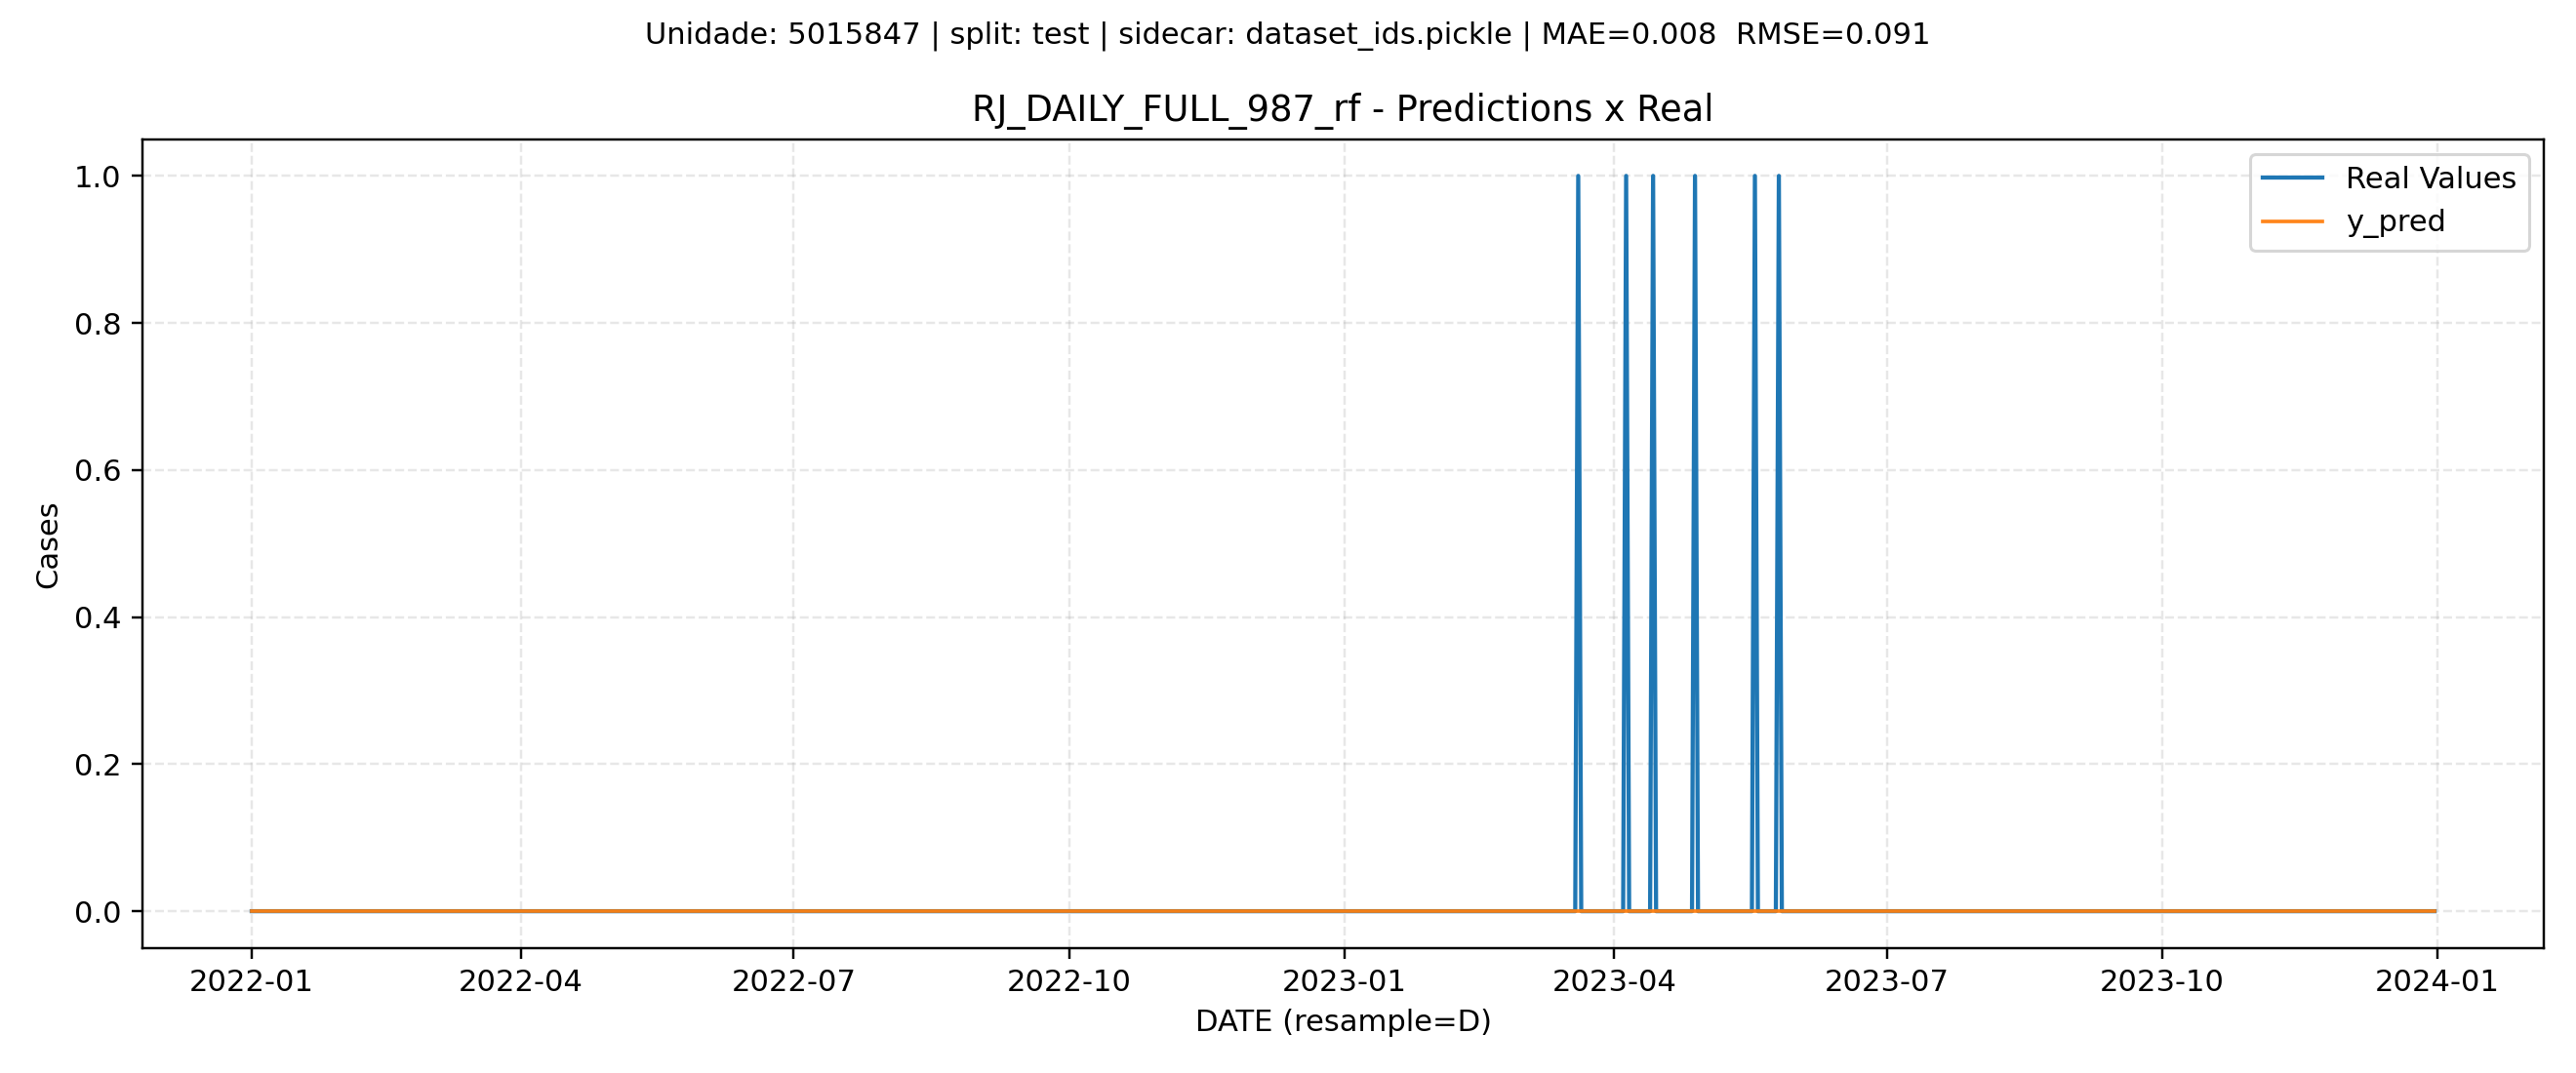 Unidade: 5015847 | split: test | sidecar: dataset_ids.pickle | MAE=0.008  RMSE=0.091
RJ_DAILY_FULL_987_rf - Predictions x Real
Real Values
y_pred
1.0
0.8
0.6
0.4
0.2
0.0
Cases
2022-01
2022-04
2022-07
2022-10
2023-01
2023-04
2023-07
2023-10
2024-01
DATE (resample=D)